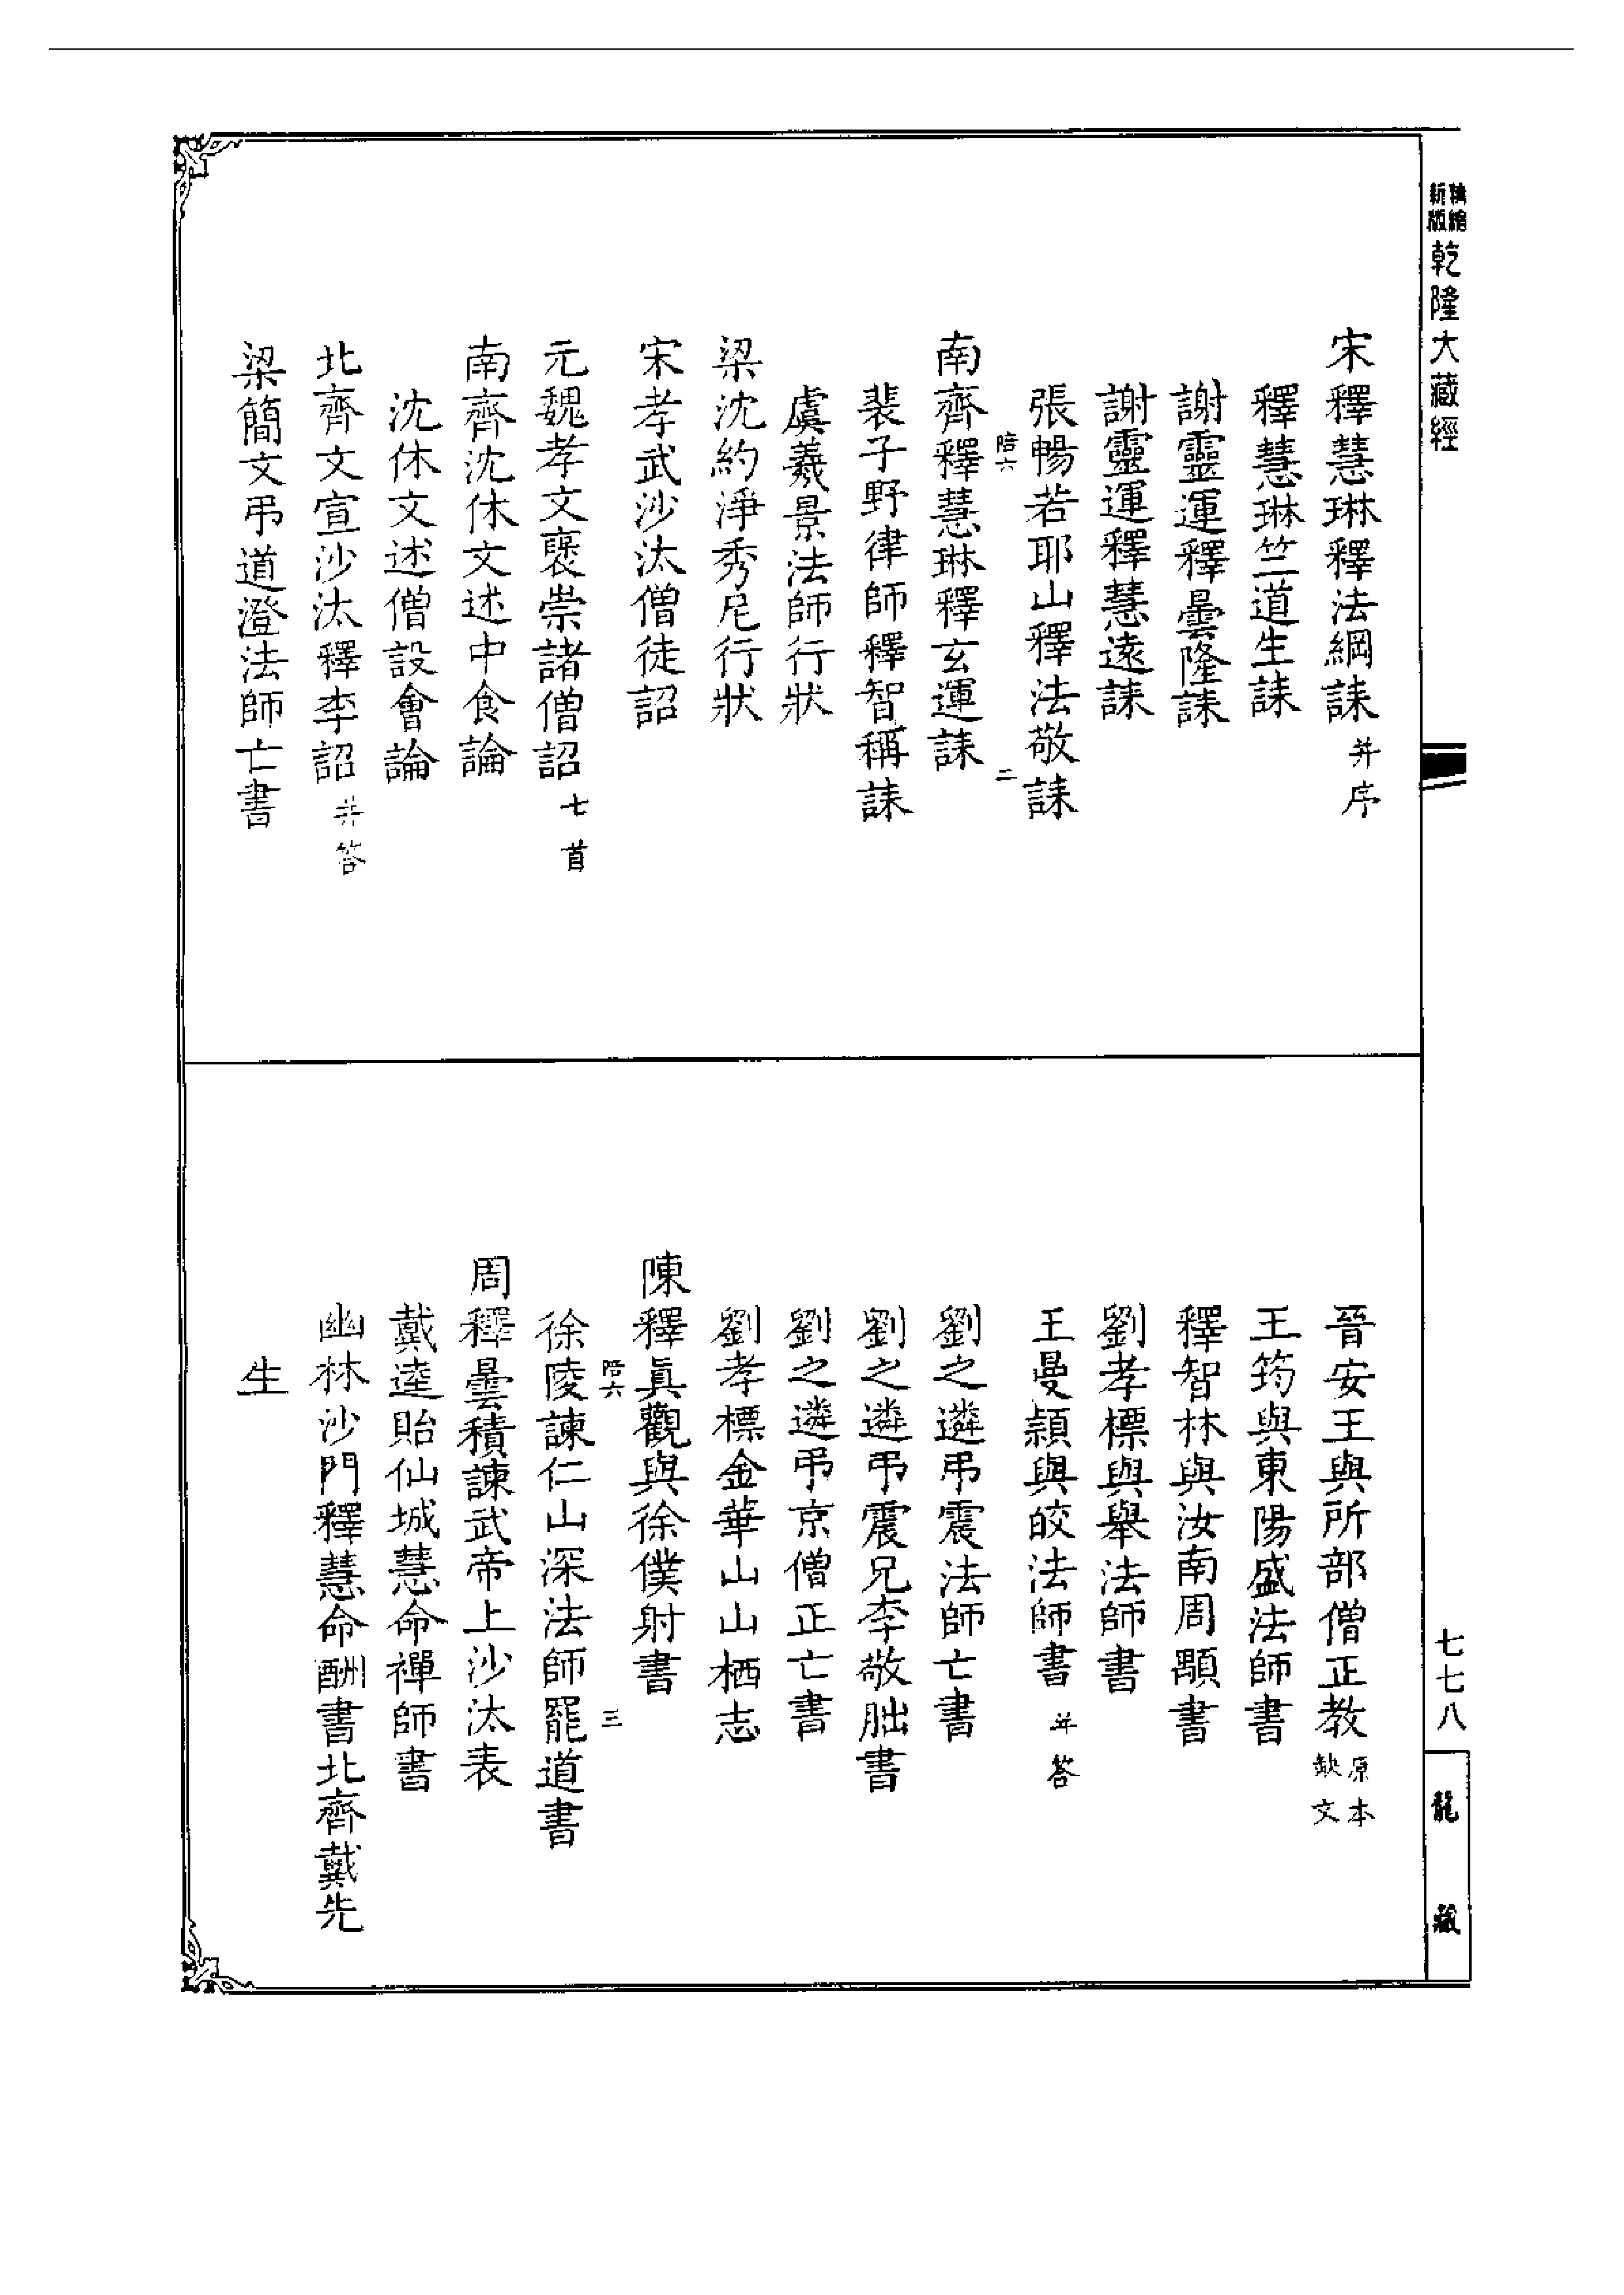 精縮新版乾隆大藏經
宋釋慧琳釋法綱誄并序
釋慧琳竺道生誄
謝靈運釋曇隆誄
謝靈運釋慧遠誄
張暢若耶山釋法敬誄
二
南齊釋慧琳釋玄運誄
裴子野律師釋智稱誄
虞羲景法師行狀
梁沈約淨秀尼行狀
宋孝武沙汰僧徒詔
元魏孝文褒崇諸僧詔七首
南齊沈休文述中食論
沈休文述僧設會論
北齊文宣沙汰釋李詔并答
梁簡文弔道澄法師亡書
晉安王與所部僧正教原本缺文
王筠與東陽盛法師書
釋智林與汝南周顒書
劉孝標與舉法師書
王曼頴與皎法師書并答
劉之遴弔震法師亡書
劉之遴弔震兄李敬朏書
劉之遴弔京僧正亡書
劉孝標金華山山栖志
陳釋眞觀與徐僕射書
三
徐陵諫仁山深法師罷道書
周釋曇積諫武帝上沙汰表
戴逵貽仙城慧命禪師書
幽林沙門釋慧命酬書北齊戴先
生
七七八
龍藏